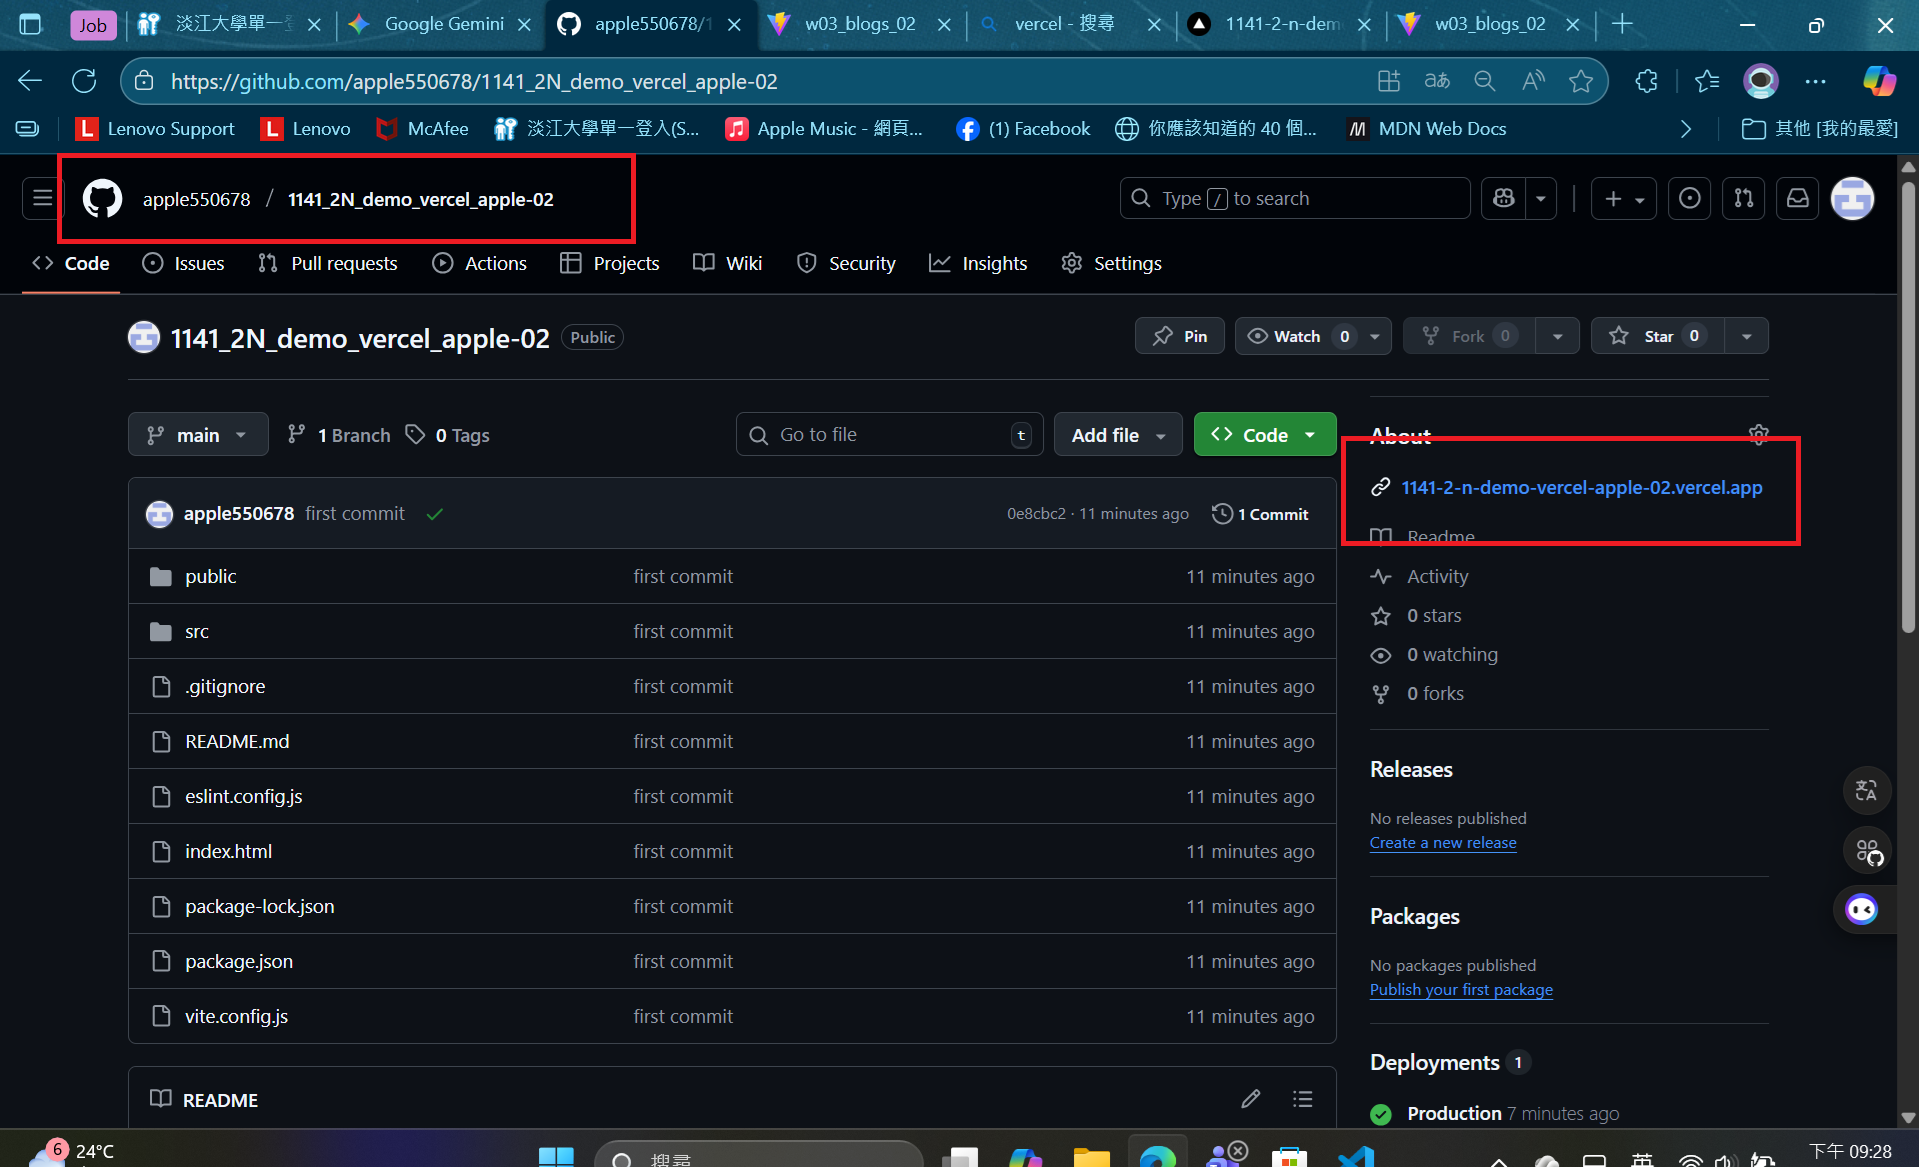 Job
淡江大學單一登
Google Gemini
apple550678/1
w03_blogs_02
vercel - 搜尋
1141-2-n-dem
w03_blogs_02
https://github.com/apple550678/1141_2N_demo_vercel_apple-02
Lenovo Support
Lenovo
McAfee
淡江大學單一登入(S...
Apple Music - 網頁...
(1) Facebook
你應該知道的 40 個...
MDN Web Docs
其他 [我的最愛]
apple550678 / 1141_2N_demo_vercel_apple-02
Type / to search
Code
Issues
Pull requests
Actions
Projects
Wiki
Security
Insights
Settings
1141_2N_demo_vercel_apple-02 Public
Pin
Watch 0
Fork 0
Star 0
main
1 Branch
0 Tags
Go to file t
Add file
Code
About
1141-2-n-demo-vercel-apple-02.vercel.app
Readme
Activity
0 stars
0 watching
0 forks
apple550678 first commit 0e8cbc2 · 11 minutes ago 1 Commit
public first commit 11 minutes ago
src first commit 11 minutes ago
.gitignore first commit 11 minutes ago
README.md first commit 11 minutes ago
eslint.config.js first commit 11 minutes ago
index.html first commit 11 minutes ago
package-lock.json first commit 11 minutes ago
package.json first commit 11 minutes ago
vite.config.js first commit 11 minutes ago
README
Releases
No releases published
Create a new release
Packages
No packages published
Publish your first package
Deployments 1
Production 7 minutes ago
6
24°C
搜尋
英
下午 09:28